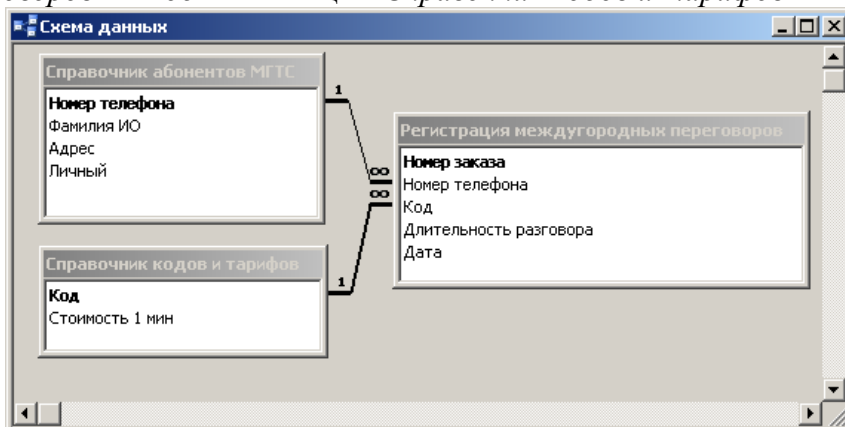 Схема данных
Справочник абонентов МГТС
Номер телефона
Фамилия ИО
Адрес
Личный
1
∞
∞
Регистрация междугородных переговоров
Номер заказа
Номер телефона
Код
Длительность разговора
Дата
Справочник кодов и тарифов
1
Код
Стоимость 1 мин